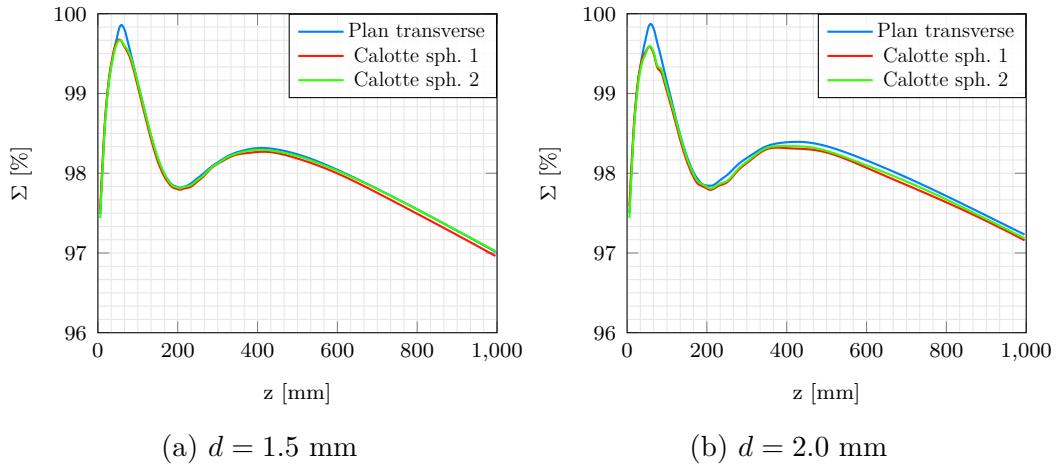 100
99
98
97
96
Σ [%]
0 200 400 600 800 1,000
z [mm]
Plan transverse
Calotte sph. 1
Calotte sph. 2
(a) d = 1.5 mm
100
99
98
97
96
Σ [%]
0 200 400 600 800 1,000
z [mm]
Plan transverse
Calotte sph. 1
Calotte sph. 2
(b) d = 2.0 mm